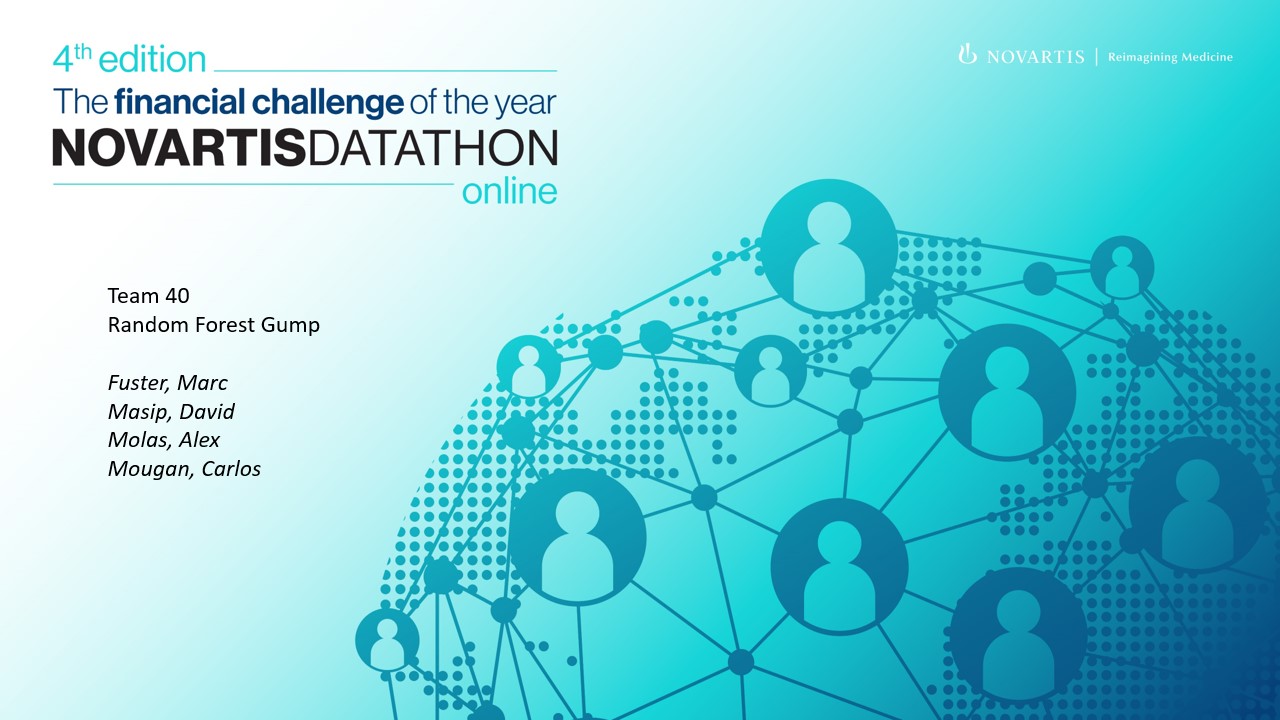 4th edition
The financial challenge of the year
NOVARTISDATATHON
online
NOVARTIS | Reimagining Medicine
Team 40
Random Forest Gump
Fuster, Marc
Masip, David
Molas, Alex
Mougan, Carlos